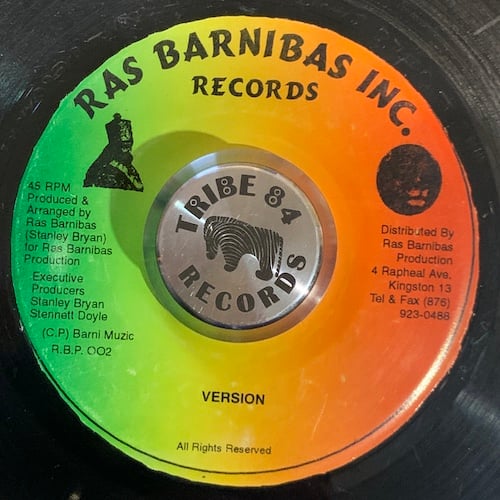 RAS BARNIBAS INC.
RECORDS
45 RPM
Produced &
Arranged by
Ras Barnibas
(Stanley Bryan)
for Ras Barnibas
Production
Executive
Producers
Stanley Bryan
Stennett Doyle
(C.P.) Barni Muzic
R.B.P. 002
TRIBE 84
RECORDS
Distributed By
Ras Barnibas
Production
4 Rapheal Ave,
Kingston 13
Tel & Fax (876)
923-0488
VERSION
All Rights Reserved